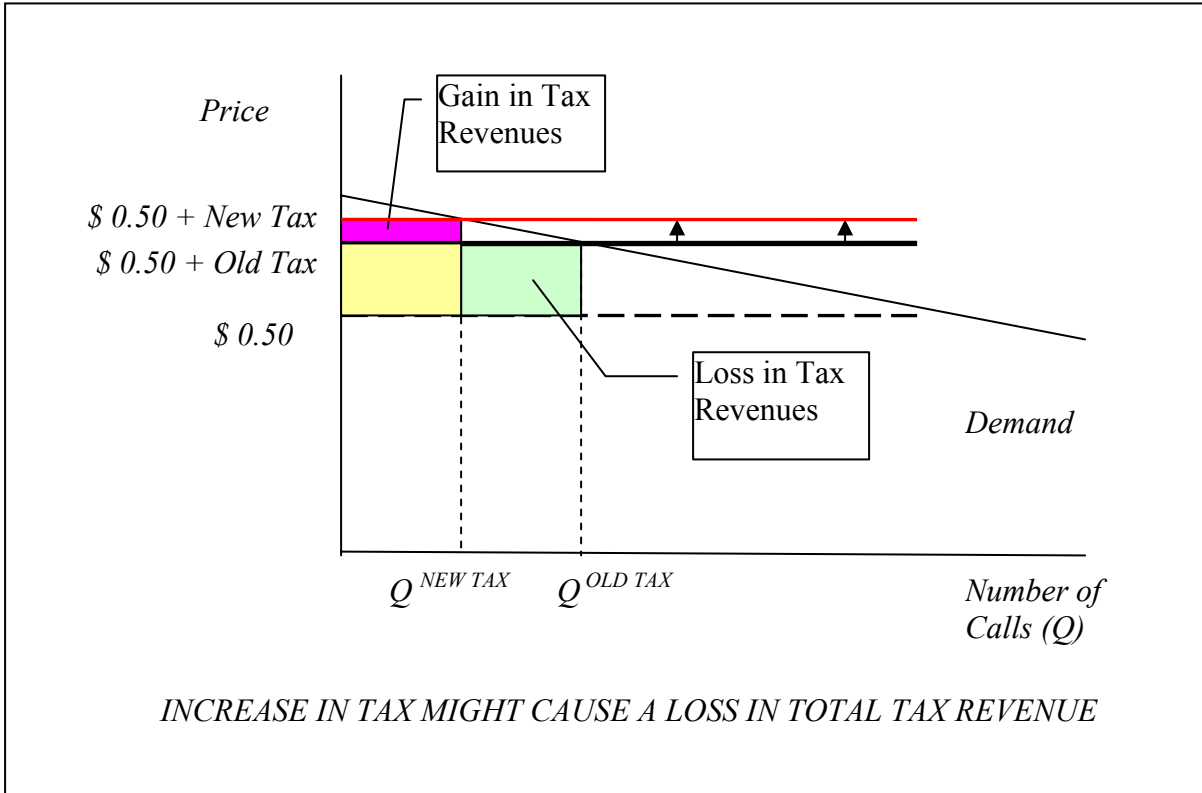 Price
Gain in Tax
Revenues
$ 0.50 + New Tax
$ 0.50 + Old Tax
$ 0.50
Loss in Tax
Revenues
Demand
Q NEW TAX
Q OLD TAX
Number of
Calls (Q)
INCREASE IN TAX MIGHT CAUSE A LOSS IN TOTAL TAX REVENUE